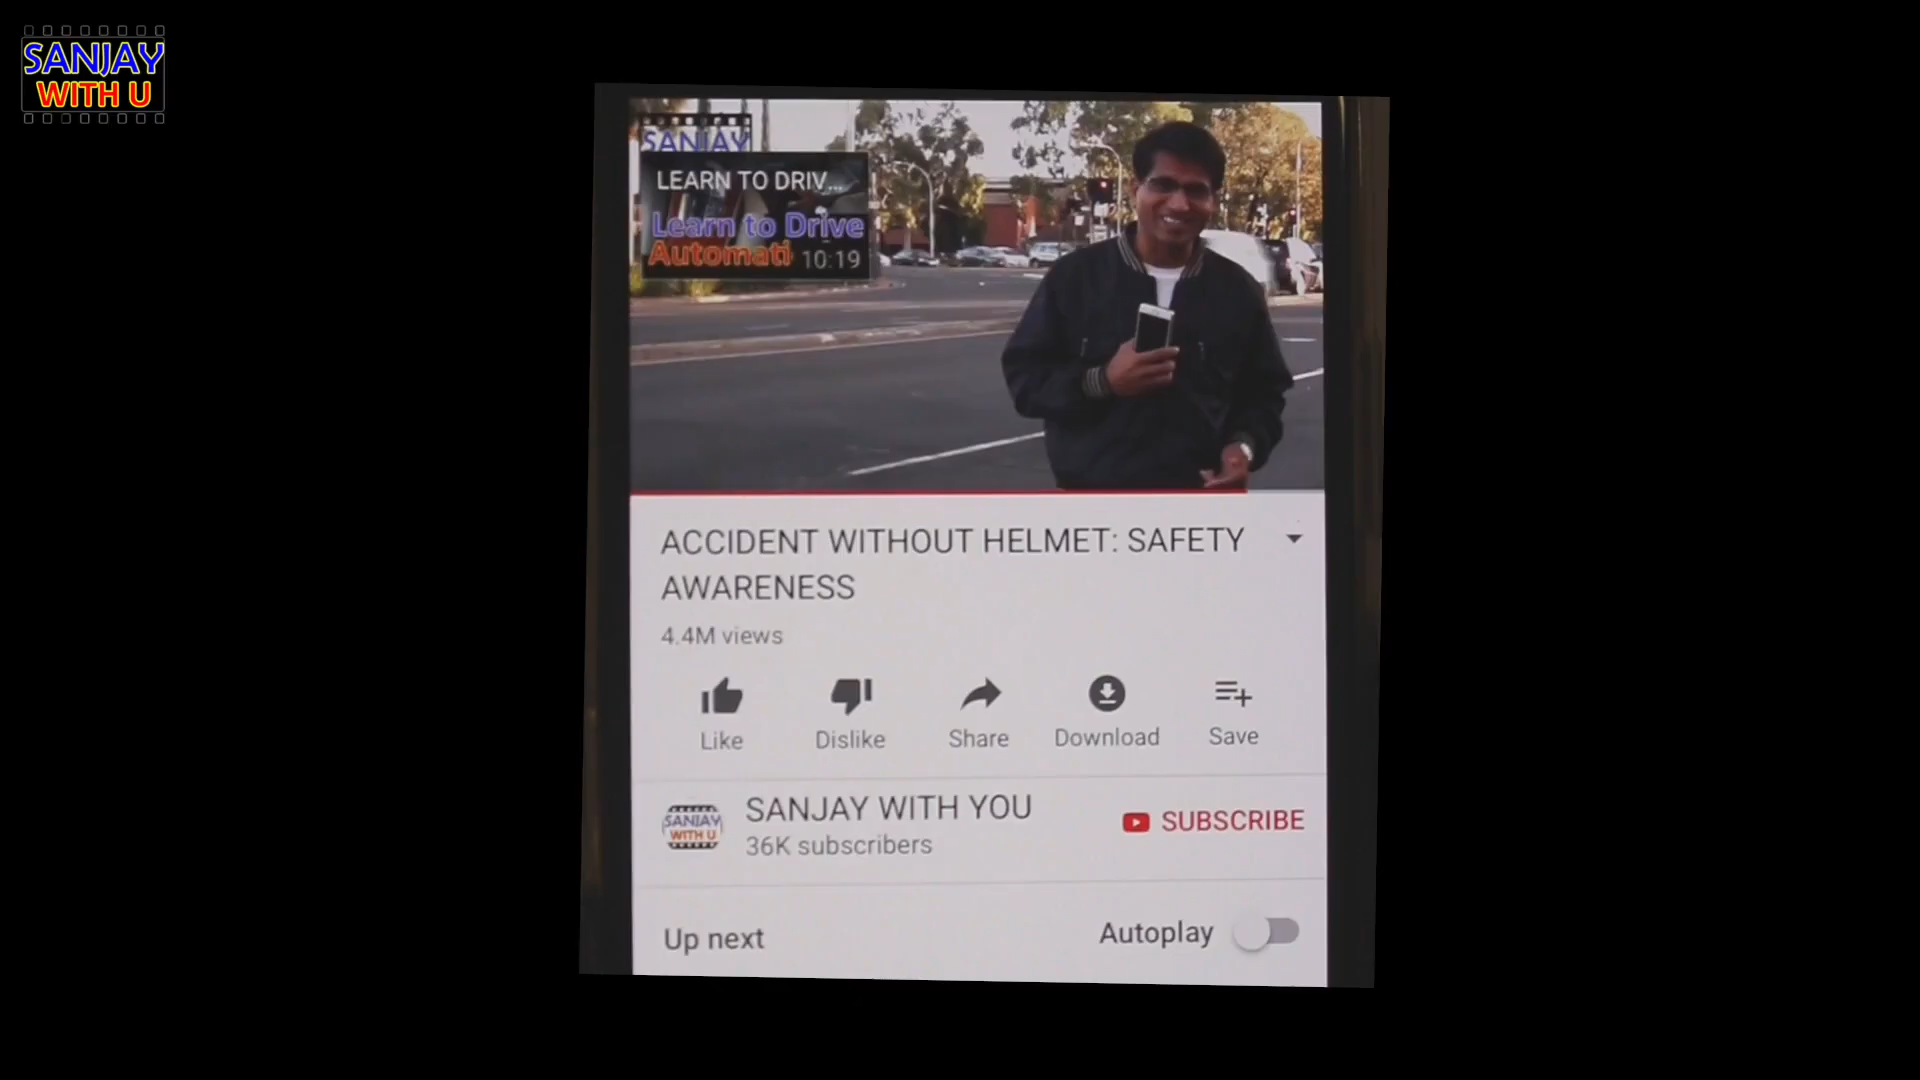 SANJAY
WITH U
SANJAY
LEARN TO DRIV...
Learn to Drive
Automati
10:19
ACCIDENT WITHOUT HELMET: SAFETY
AWARENESS
4.4M views
Like
Dislike
Share
Download
Save
SANJAY
WITH U
SANJAY WITH YOU
36K subscribers
SUBSCRIBE
Up next
Autoplay